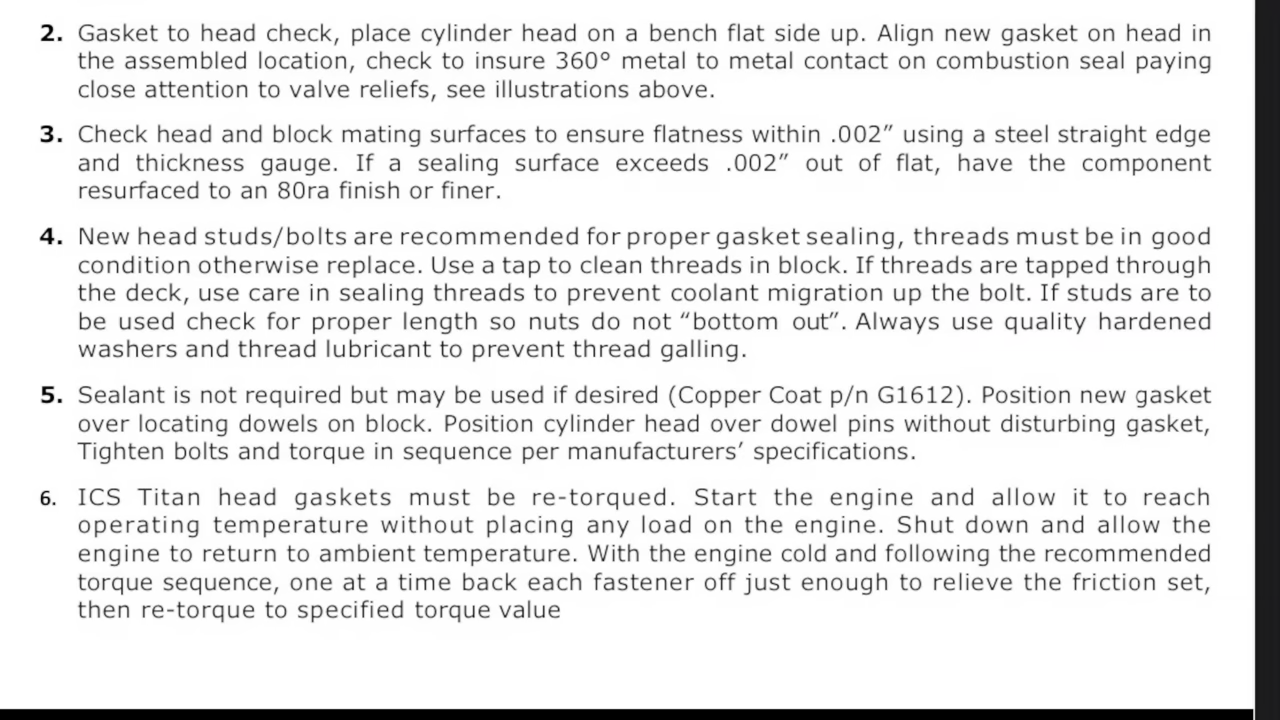 2. Gasket to head check, place cylinder head on a bench flat side up. Align new gasket on head in
the assembled location, check to insure 360° metal to metal contact on combustion seal paying
close attention to valve reliefs, see illustrations above.
3. Check head and block mating surfaces to ensure flatness within .002” using a steel straight edge
and thickness gauge. If a sealing surface exceeds .002” out of flat, have the component
resurfaced to an 80ra finish or finer.
4. New head studs/bolts are recommended for proper gasket sealing, threads must be in good
condition otherwise replace. Use a tap to clean threads in block. If threads are tapped through
the deck, use care in sealing threads to prevent coolant migration up the bolt. If studs are to
be used check for proper length so nuts do not “bottom out”. Always use quality hardened
washers and thread lubricant to prevent thread galling.
5. Sealant is not required but may be used if desired (Copper Coat p/n G1612). Position new gasket
over locating dowels on block. Position cylinder head over dowel pins without disturbing gasket,
Tighten bolts and torque in sequence per manufacturers’ specifications.
6. ICS Titan head gaskets must be re-torqued. Start the engine and allow it to reach
operating temperature without placing any load on the engine. Shut down and allow the
engine to return to ambient temperature. With the engine cold and following the recommended
torque sequence, one at a time back each fastener off just enough to relieve the friction set,
then re-torque to specified torque value